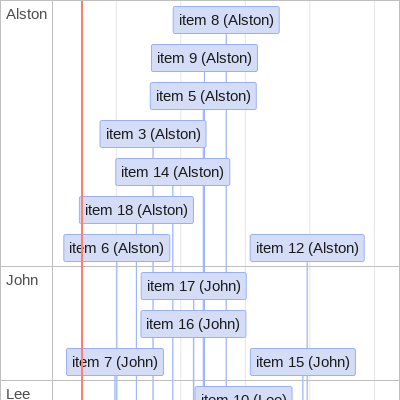 Alston
item 8 (Alston)
item 9 (Alston)
item 5 (Alston)
item 3 (Alston)
item 14 (Alston)
item 18 (Alston)
item 6 (Alston)
item 12 (Alston)
John
item 17 (John)
item 16 (John)
item 7 (John)
item 15 (John)
Lee
item 10 (Lee)